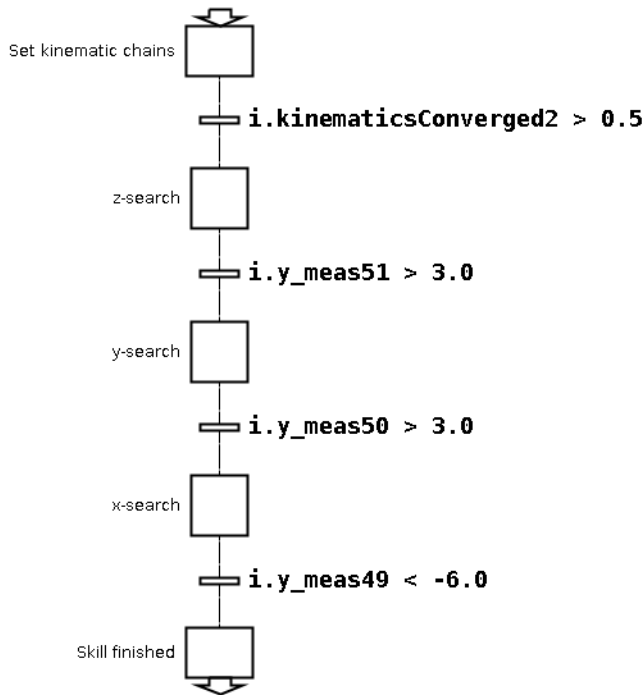 Set kinematic chains
i.kinematicsConverged2 > 0.5
z-search
i.y_meas51 > 3.0
y-search
i.y_meas50 > 3.0
x-search
i.y_meas49 < -6.0
Skill finished